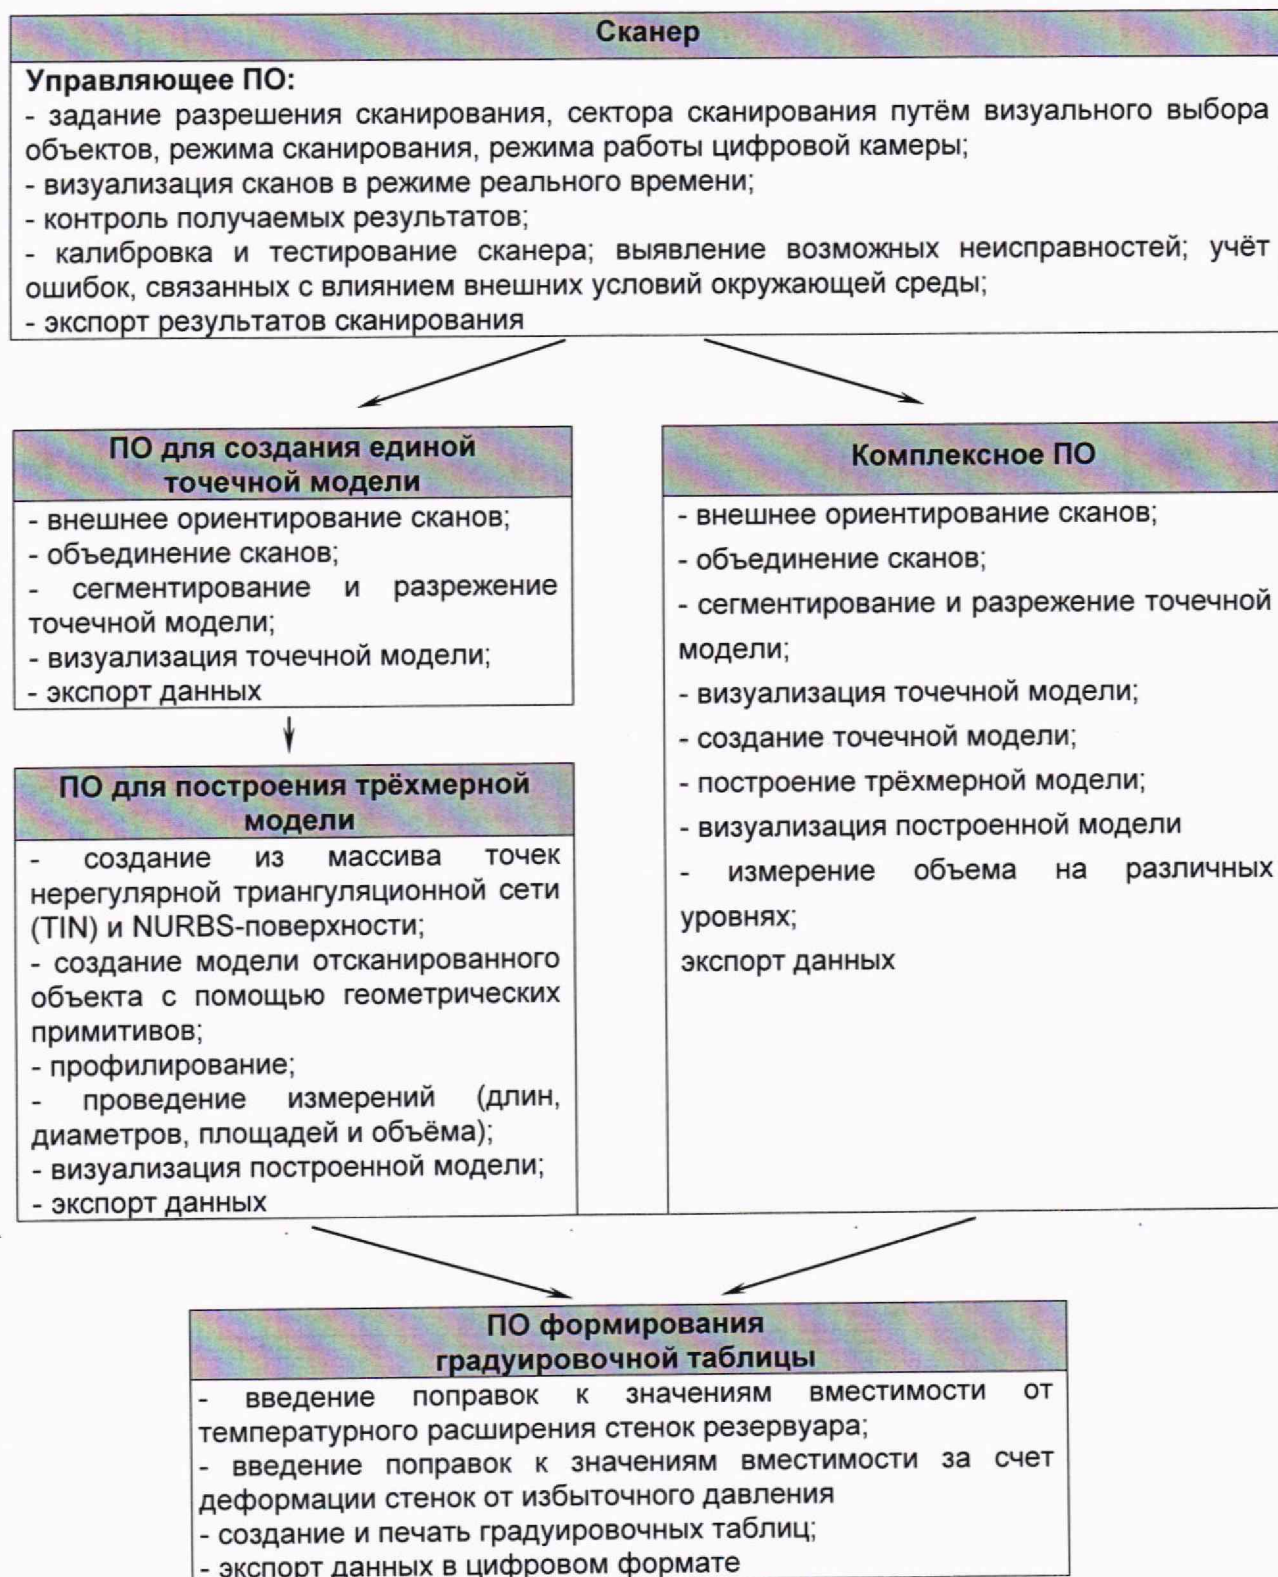 Сканер
Управляющее ПО:
- задание разрешения сканирования, сектора сканирования путём визуального выбора
объектов, режима сканирования, режима работы цифровой камеры;
- визуализация сканов в режиме реального времени;
- контроль получаемых результатов;
- калибровка и тестирование сканера; выявление возможных неисправностей; учёт
ошибок, связанных с влиянием внешних условий окружающей среды;
- экспорт результатов сканирования
ПО для создания единой
точечной модели
- внешнее ориентирование сканов;
- объединение сканов;
- сегментирование и разрежение
точечной модели;
- визуализация точечной модели;
- экспорт данных
ПО для построения трёхмерной
модели
- создание из массива точек
нерегулярной триангуляционной сети
(TIN) и NURBS-поверхности;
- создание модели отсканированного
объекта с помощью геометрических
примитивов;
- профилирование;
- проведение измерений (длин,
диаметров, площадей и объёма);
- визуализация построенной модели;
- экспорт данных
Комплексное ПО
- внешнее ориентирование сканов;
- объединение сканов;
- сегментирование и разрежение точечной
модели;
- визуализация точечной модели;
- создание точечной модели;
- построение трёхмерной модели;
- визуализация построенной модели
- измерение объема на различных
уровнях;
экспорт данных
ПО формирования
градуировочной таблицы
- введение поправок к значениям вместимости от
температурного расширения стенок резервуара;
- введение поправок к значениям вместимости за счет
деформации стенок от избыточного давления
- создание и печать градуировочных таблиц;
- экспорт данных в цифровом формате